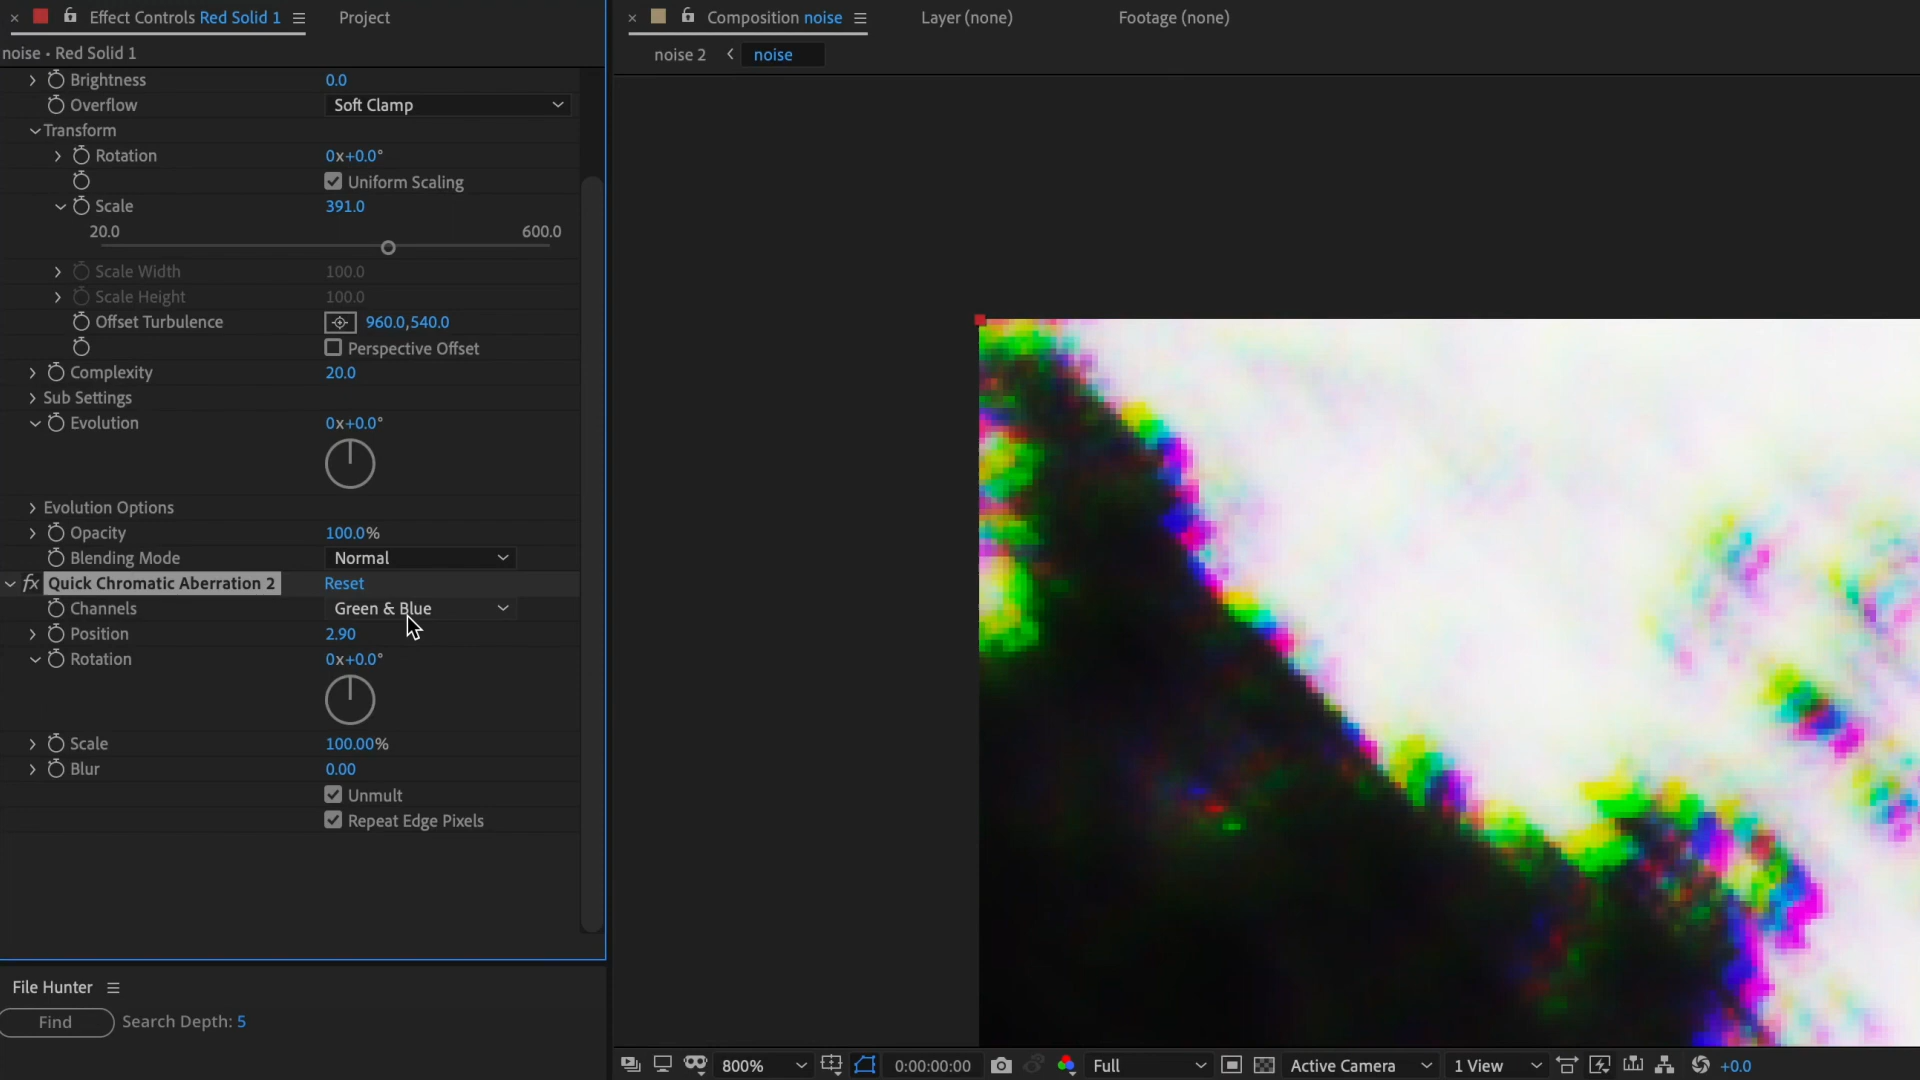 × Effect Controls Red Solid 1 Project
noise • Red Solid 1
Brightness 0.0
Overflow Soft Clamp
Transform
Rotation 0x+0.0°
Uniform Scaling
Scale 391.0
20.0 600.0
Scale Width 100.0
Scale Height 100.0
Offset Turbulence 960.0,540.0
Perspective Offset
Complexity 20.0
Sub Settings
Evolution 0x+0.0°
Evolution Options
Opacity 100.0%
Blending Mode Normal
fx Quick Chromatic Aberration 2 Reset
Channels Green & Blue
Position 2.90
Rotation 0x+0.0°
Scale 100.00%
Blur 0.00
Unmult
Repeat Edge Pixels
File Hunter
Find Search Depth: 5
× Composition noise Layer (none) Footage (none)
noise 2 < noise
800% 0:00:00:00 Full Active Camera 1 View +0.0